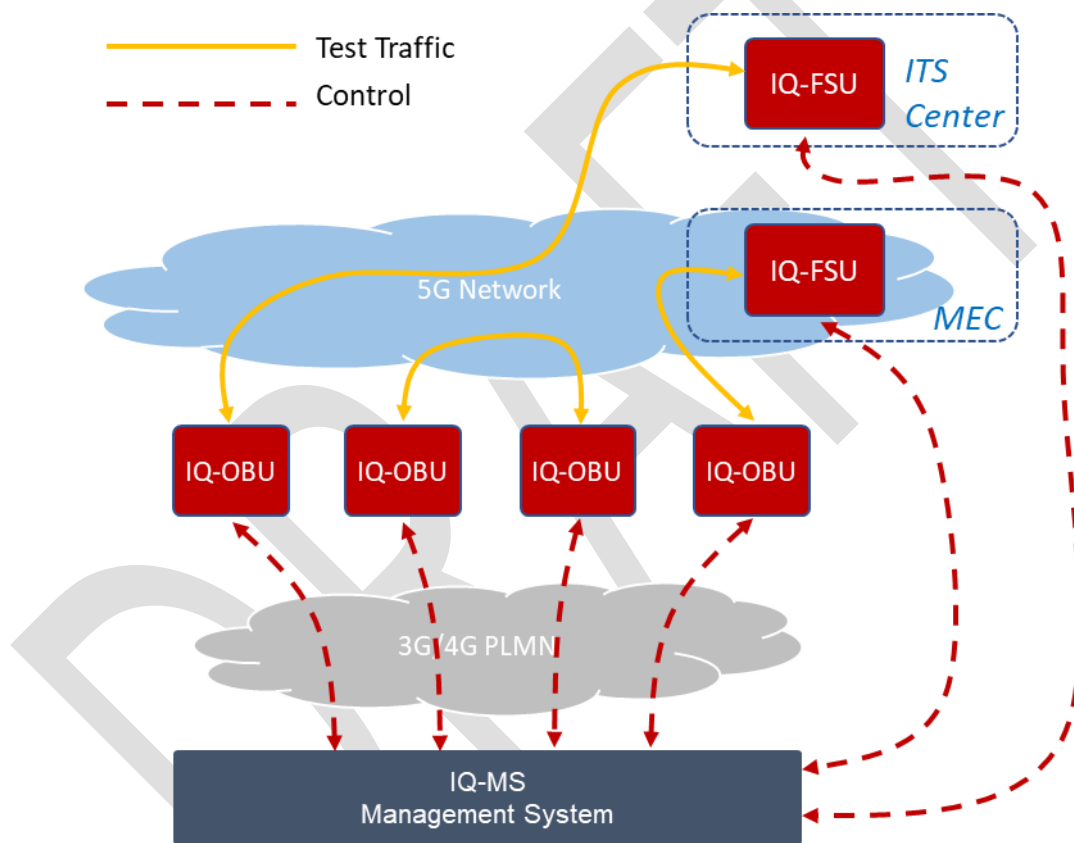 Test Traffic
Control
IQ-FSU
ITS
Center
IQ-FSU
5G Network
MEC
IQ-OBU
IQ-OBU
IQ-OBU
IQ-OBU
3G/4G PLMN
IQ-MS
Management System
DRAFT